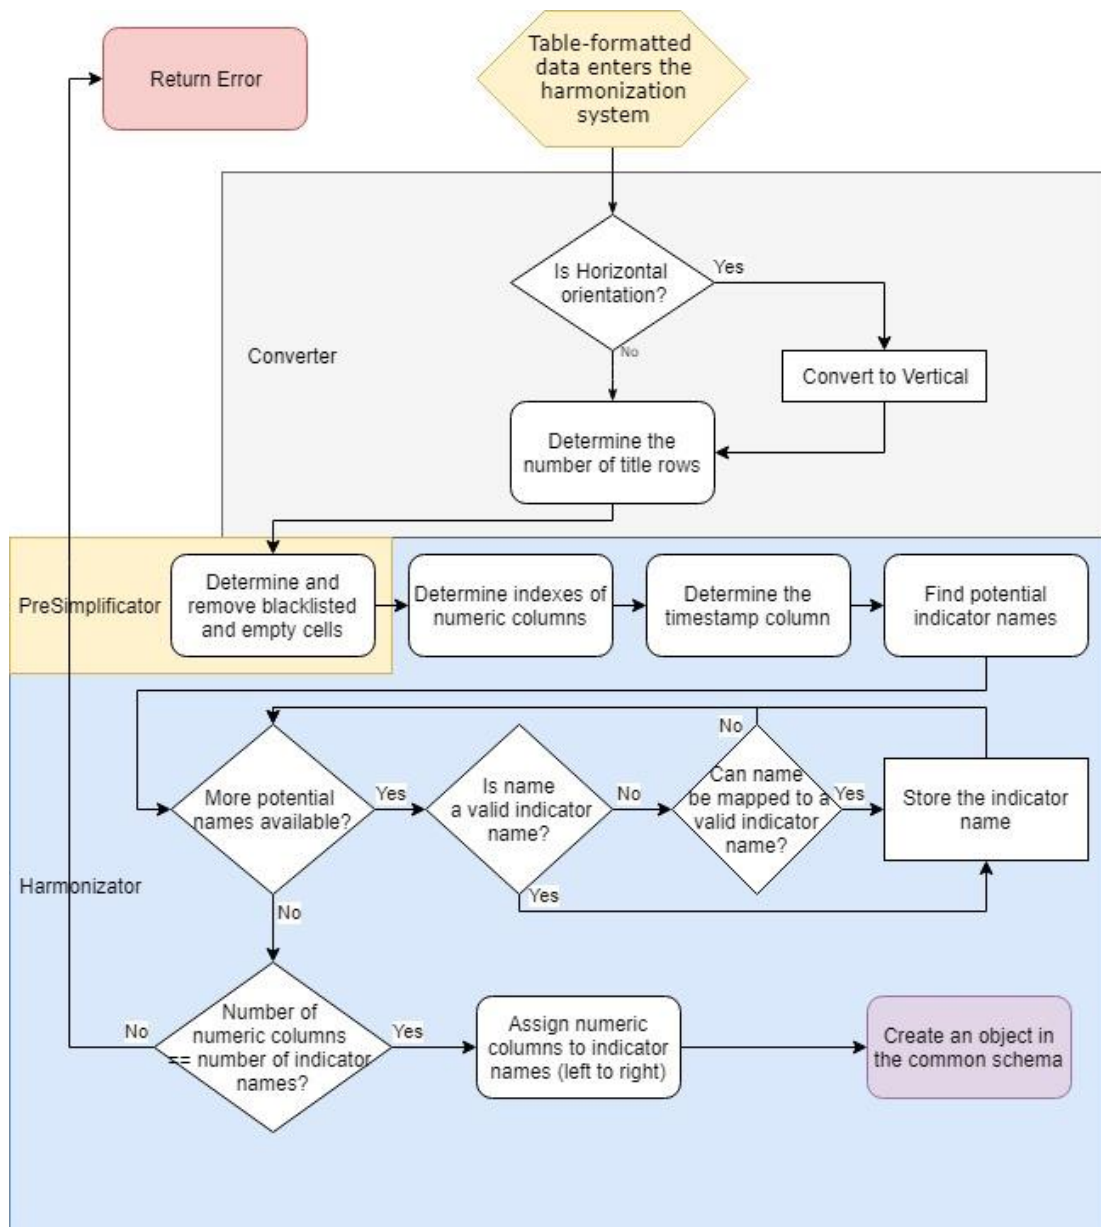 Return Error
Table-formatted
data enters the
harmonization
system
Is Horizontal
orientation?
Yes
No
Converter
Convert to Vertical
Determine the
number of title rows
PreSimplificator
Determine and
remove blacklisted
and empty cells
Determine indexes of
numeric columns
Determine the
timestamp column
Find potential
indicator names
More potential
names available?
Yes
Is name
a valid indicator
name?
No
No
Can name
be mapped to a
valid indicator
name?
Yes
Store the indicator
name
Yes
Harmonizator
No
Number of
numeric columns
== number of indicator
names?
No
Yes
Assign numeric
columns to indicator
names (left to right)
Create an object in
the common schema